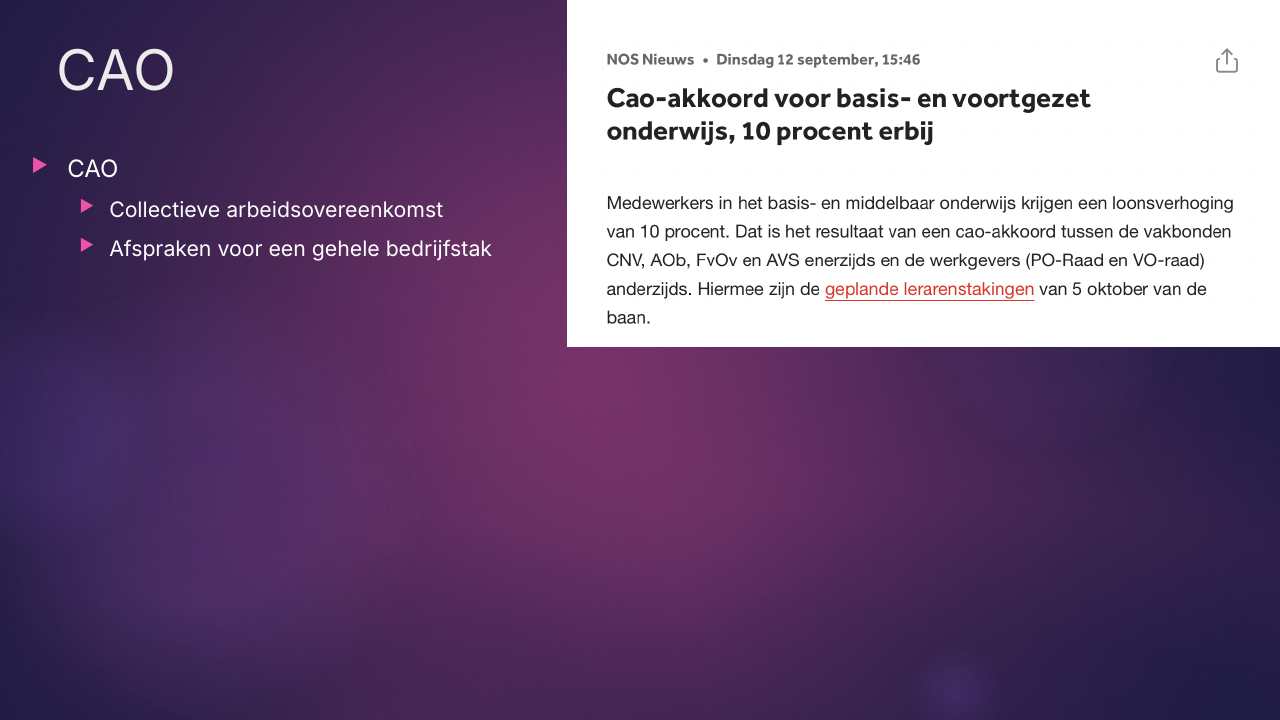 CAO
CAO
Collectieve arbeidsovereenkomst
Afspraken voor een gehele bedrijfstak
NOS Nieuws • Dinsdag 12 september, 15:46
Cao-akkoord voor basis- en voortgezet
onderwijs, 10 procent erbij
Medewerkers in het basis- en middelbaar onderwijs krijgen een loonsverhoging
van 10 procent. Dat is het resultaat van een cao-akkoord tussen de vakbonden
CNV, AOb, FvOv en AVS enerzijds en de werkgevers (PO-Raad en VO-raad)
anderzijds. Hiermee zijn de geplande lerarenstakingen van 5 oktober van de
baan.